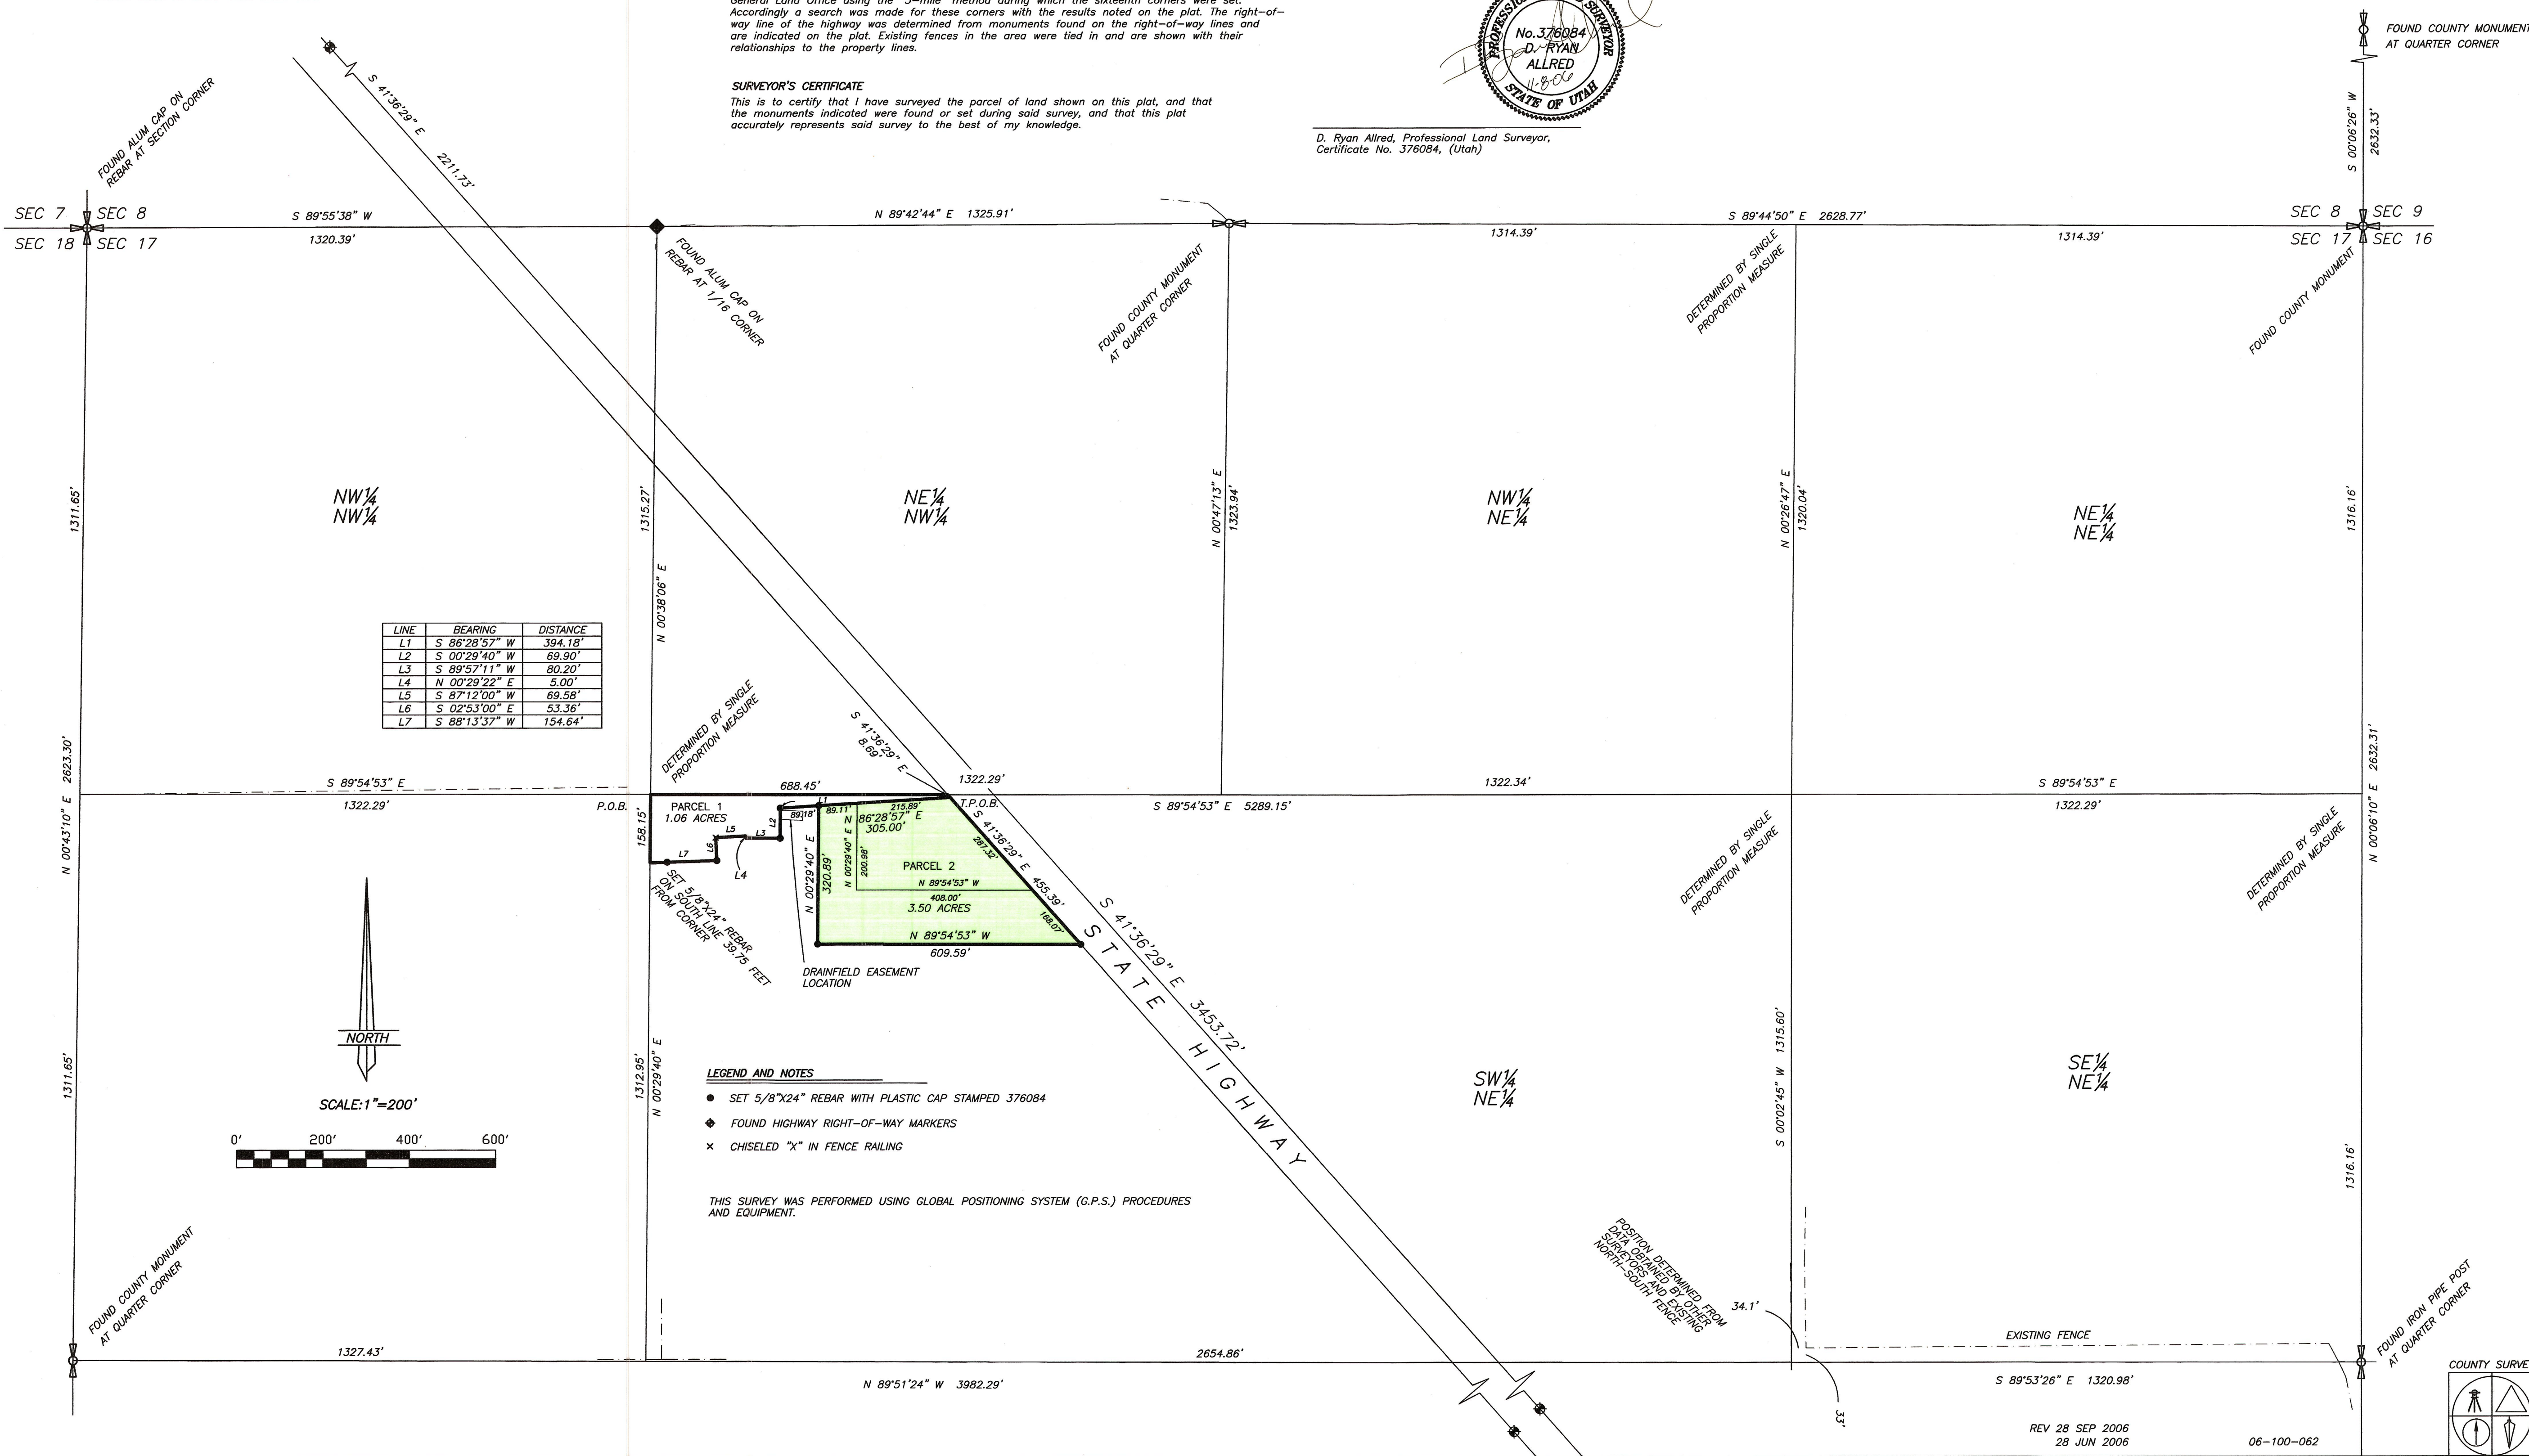 General Land Office using the "3-mile" method during which the sixteenth corners were set.
Accordingly a search was made for these corners with the results noted on the plat. The right-of-
way line of the highway was determined from monuments found on the right-of-way lines and
are indicated on the plat. Existing fences in the area were tied in and are shown with their
relationships to the property lines.
SURVEYOR'S CERTIFICATE
This is to certify that I have surveyed the parcel of land shown on this plat, and that
the monuments indicated were found or set during said survey, and that this plat
accurately represents said survey to the best of my knowledge.
No.376084
D. RYAN
ALLRED
11-8-06
STATE OF UTAH
D. Ryan Allred, Professional Land Surveyor,
Certificate No. 376084, (Utah)
FOUND COUNTY MONUMENT
AT QUARTER CORNER
S 00°06'26" W
2632.33'
FOUND ALUM CAP ON
REBAR AT SECTION CORNER
S 41°36'29" E
2211.73'
SEC 7
SEC 8
SEC 18
SEC 17
S 89°55'38" W
1320.39'
N 89°42'44" E 1325.91'
S 89°44'50" E 2628.77'
1314.39'
1314.39'
SEC 8
SEC 9
SEC 17
SEC 16
FOUND ALUM CAP ON
REBAR AT 1/16 CORNER
FOUND COUNTY MONUMENT
AT QUARTER CORNER
DETERMINED BY SINGLE
PROPORTION MEASURE
FOUND COUNTY MONUMENT
1311.65'
NW¼
NW¼
1315.27'
N 00°38'06" E
NE¼
NW¼
N 00°47'13" E
1323.94'
NW¼
NE¼
N 00°26'47" E
1320.04'
NE¼
NE¼
1316.16'
LINE BEARING DISTANCE
L1 S 86°28'57" W 394.18'
L2 S 00°29'40" W 69.90'
L3 S 89°57'11" W 80.20'
L4 N 00°29'22" E 5.00'
L5 S 87°12'00" W 69.58'
L6 S 02°53'00" E 53.36'
L7 S 88°13'37" W 154.64'
DETERMINED BY SINGLE
PROPORTION MEASURE
S 41°36'29" E
8.69'
N 00°43'10" E 2623.30'
S 89°54'53" E
1322.29'
P.O.B.
688.45'
1322.29'
T.P.O.B.
S 89°54'53" E 5289.15'
1322.34'
S 89°54'53" E
1322.29'
N 00°06'10" E 2632.31'
158.15'
PARCEL 1
1.06 ACRES
L1
L2
L3
L4
L5
L6
L7
89.18'
89.11'
215.89'
N 86°28'57" E
305.00'
N 00°29'40" E
320.89'
N 00°29'40" E
200.98'
PARCEL 2
N 89°54'53" W
408.00'
3.50 ACRES
N 89°54'53" W
609.59'
S 41°36'29" E 455.39'
287.32'
168.07'
SET 5/8"X24" REBAR
ON SOUTH LINE 39.75 FEET
FROM CORNER
DRAINFIELD EASEMENT
LOCATION
DETERMINED BY SINGLE
PROPORTION MEASURE
DETERMINED BY SINGLE
PROPORTION MEASURE
S 41°36'29" E 3453.72'
STATE HIGHWAY
NORTH
SCALE:1"=200'
0' 200' 400' 600'
1311.65'
1312.95'
N 00°29'40" E
LEGEND AND NOTES
SET 5/8"X24" REBAR WITH PLASTIC CAP STAMPED 376084
FOUND HIGHWAY RIGHT-OF-WAY MARKERS
CHISELED "X" IN FENCE RAILING
THIS SURVEY WAS PERFORMED USING GLOBAL POSITIONING SYSTEM (G.P.S.) PROCEDURES
AND EQUIPMENT.
SW¼
NE¼
S 00°02'45" W 1315.60'
SE¼
NE¼
1316.16'
FOUND COUNTY MONUMENT
AT QUARTER CORNER
POSITION DETERMINED FROM
DATA OBTAINED BY OTHER
SURVEYORS AND EXISTING
NORTH-SOUTH FENCE
34.1'
EXISTING FENCE
FOUND IRON PIPE POST
AT QUARTER CORNER
1327.43'
2654.86'
N 89°51'24" W 3982.29'
S 89°53'26" E 1320.98'
33'
REV 28 SEP 2006
28 JUN 2006
06-100-062
COUNTY SURVE